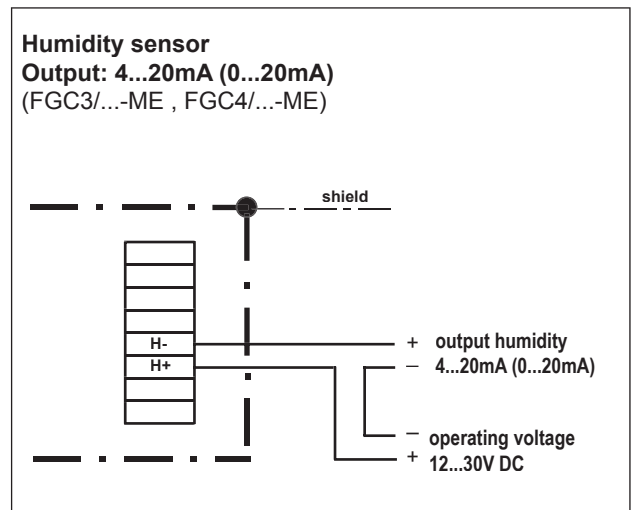 Humidity sensor
Output: 4...20mA (0...20mA)
(FGC3/...-ME , FGC4/...-ME)
shield
H-
H+
+ output humidity
– 4...20mA (0...20mA)
– operating voltage
+ 12...30V DC